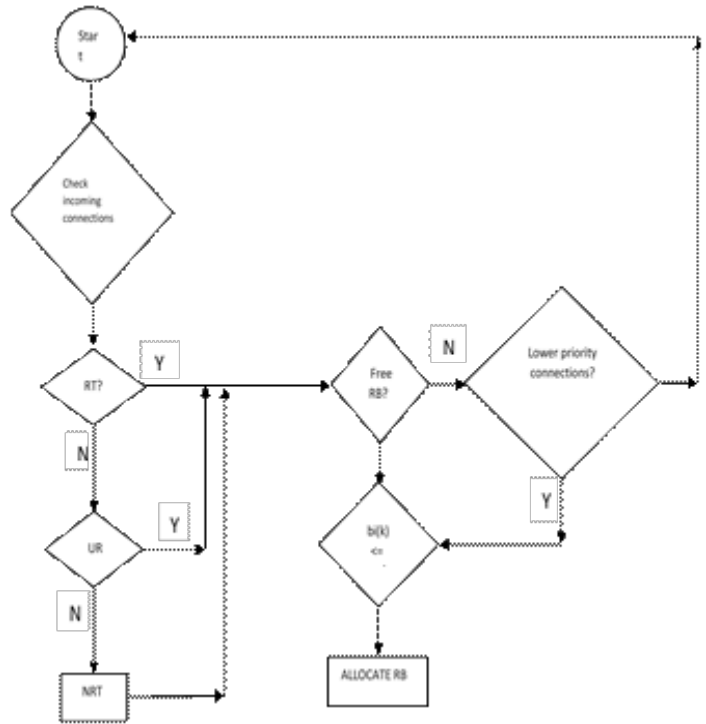 Star
t
Check
incoming
connections
Y
RT?
Free
RB?
N
Lower priority
connections?
N
UR
Y
bi(k)
<=
Y
N
NRT
ALLOCATE RB